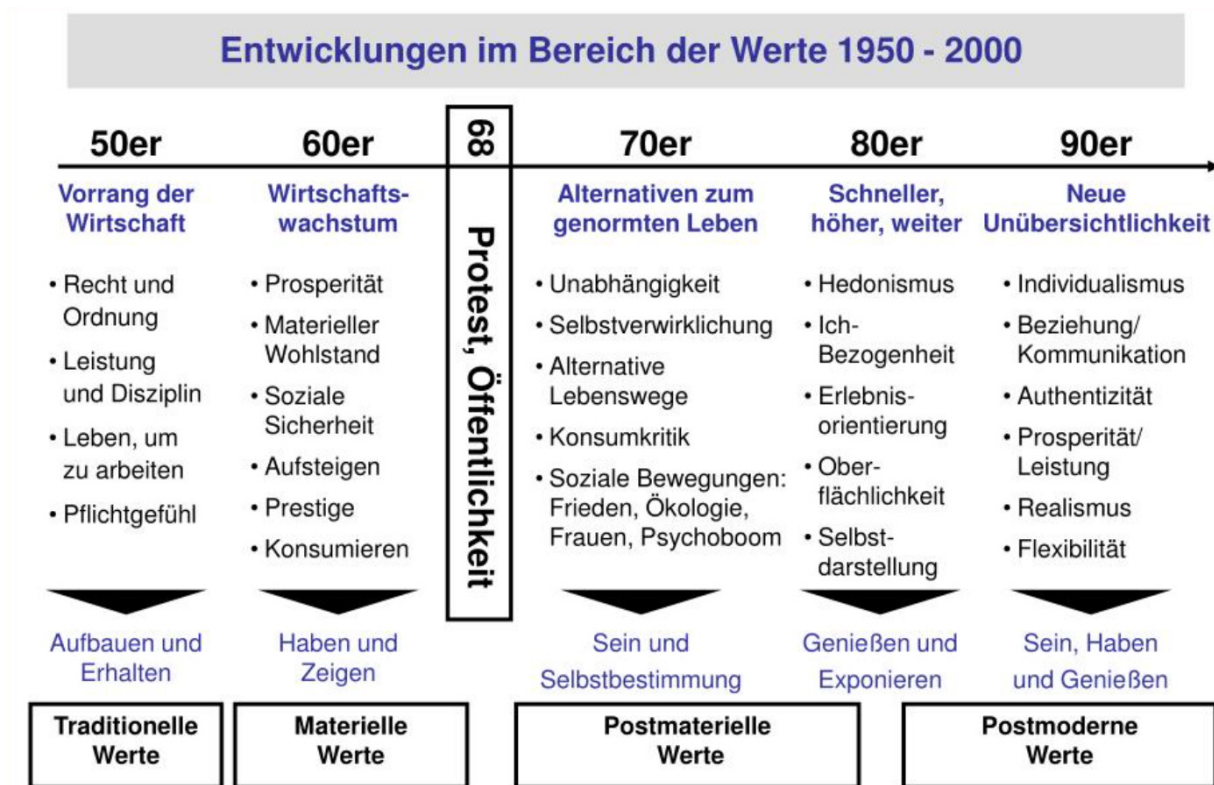 Entwicklungen im Bereich der Werte 1950 - 2000
50er
Vorrang der
Wirtschaft
• Recht und
Ordnung
• Leistung
und Disziplin
• Leben, um
zu arbeiten
• Pflichtgefühl
Aufbauen und
Erhalten
Traditionelle
Werte
60er
Wirtschafts-
wachstum
• Prosperität
• Materieller
Wohlstand
• Soziale
Sicherheit
• Aufsteigen
• Prestige
• Konsumieren
Haben und
Zeigen
Materielle
Werte
68
Protest, Öffentlichkeit
70er
Alternativen zum
genormten Leben
• Unabhängigkeit
• Selbstverwirklichung
• Alternative
Lebenswege
• Konsumkritik
• Soziale Bewegungen:
Frieden, Ökologie,
Frauen, Psychoboom
Sein und
Selbstbestimmung
Postmaterielle
Werte
80er
Schneller,
höher, weiter
• Hedonismus
• Ich-
Bezogenheit
• Erlebnis-
orientierung
• Ober-
flächlichkeit
• Selbst-
darstellung
Genießen und
Exponieren
90er
Neue
Unübersichtlichkeit
• Individualismus
• Beziehung/
Kommunikation
• Authentizität
• Prosperität/
Leistung
• Realismus
• Flexibilität
Sein, Haben
und Genießen
Postmoderne
Werte